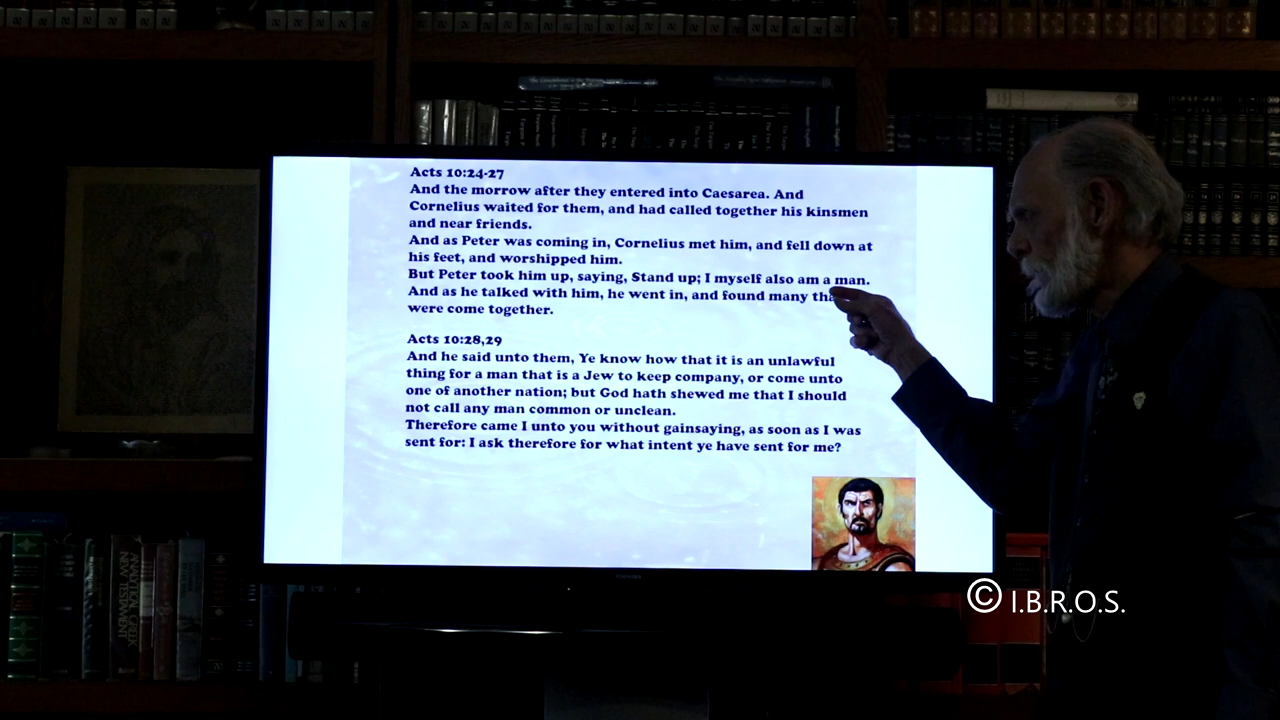 Acts 10:24-27
And the morrow after they entered into Caesarea. And
Cornelius waited for them, and had called together his kinsmen
and near friends.
And as Peter was coming in, Cornelius met him, and fell down at
his feet, and worshipped him.
But Peter took him up, saying, Stand up; I myself also am a man.
And as he talked with him, he went in, and found many tha
were come together.
Acts 10:28,29
And he said unto them, Ye know how that it is an unlawful
thing for a man that is a Jew to keep company, or come unto
one of another nation; but God hath shewed me that I should
not call any man common or unclean.
Therefore came I unto you without gainsaying, as soon as I was
sent for: I ask therefore for what intent ye have sent for me?
ANALYTICAL GREEK
NEW TESTAMENT
© I.B.R.O.S.